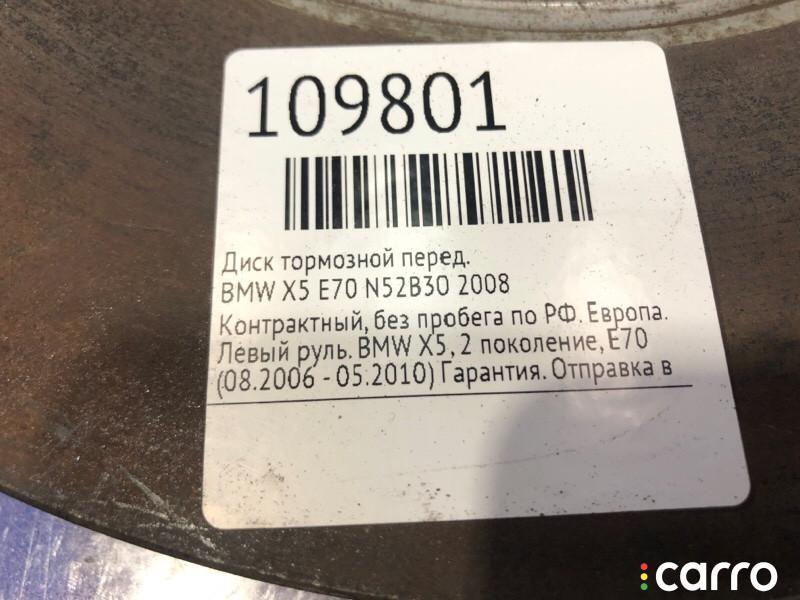 109801
Диск тормозной перед.
BMW X5 E70 N52B30 2008
Контрактный, без пробега по РФ. Европа.
Левый руль. BMW X5, 2 поколение, E70
(08.2006 - 05.2010) Гарантия. Отправка в
carro